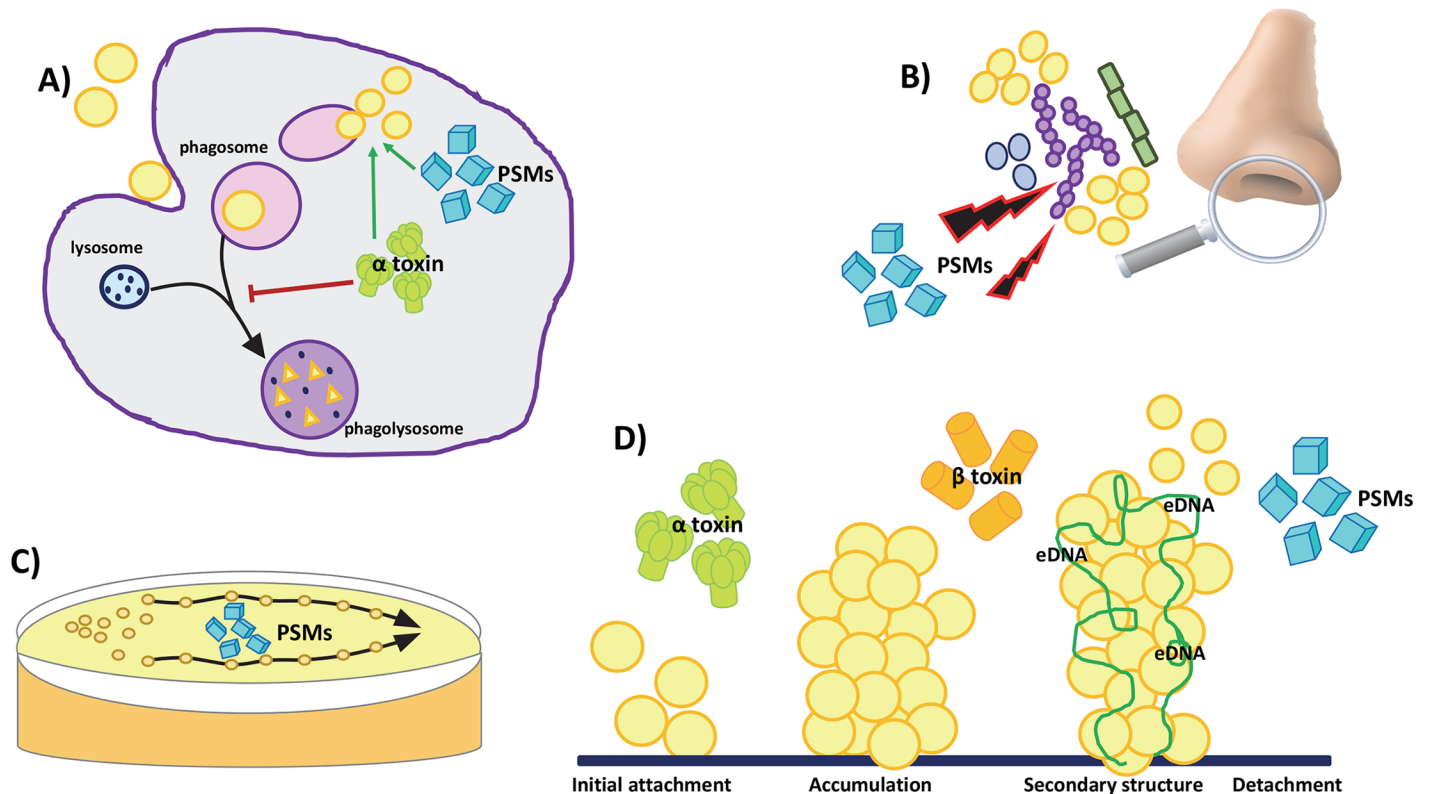 A)
phagosome
PSMs
lysosome
α toxin
phagolysosome
B)
PSMs
C)
PSMs
D)
α toxin
β toxin
eDNA
eDNA
eDNA
PSMs
Initial attachment
Accumulation
Secondary structure
Detachment